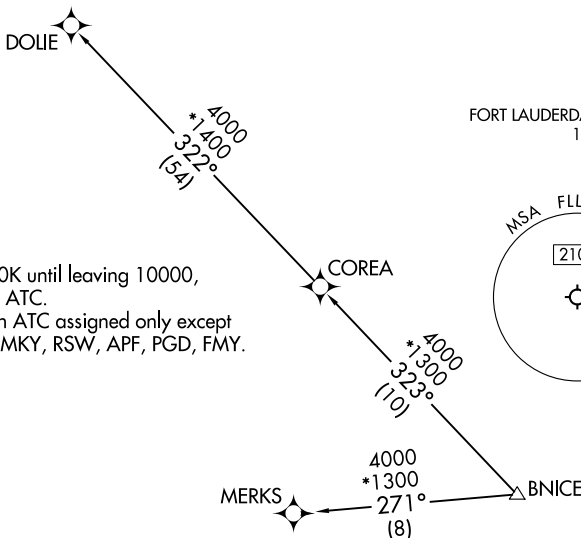 DOLIE
4000
*1400
322°
(54)
FORT LAUDERDA
1
MSA FLL
210
0K until leaving 10000,
ATC.
n ATC assigned only except
MKY, RSW, APF, PGD, FMY.
COREA
4000
*1300
323°
(10)
4000
*1300
271°
(8)
MERKS
BNICE